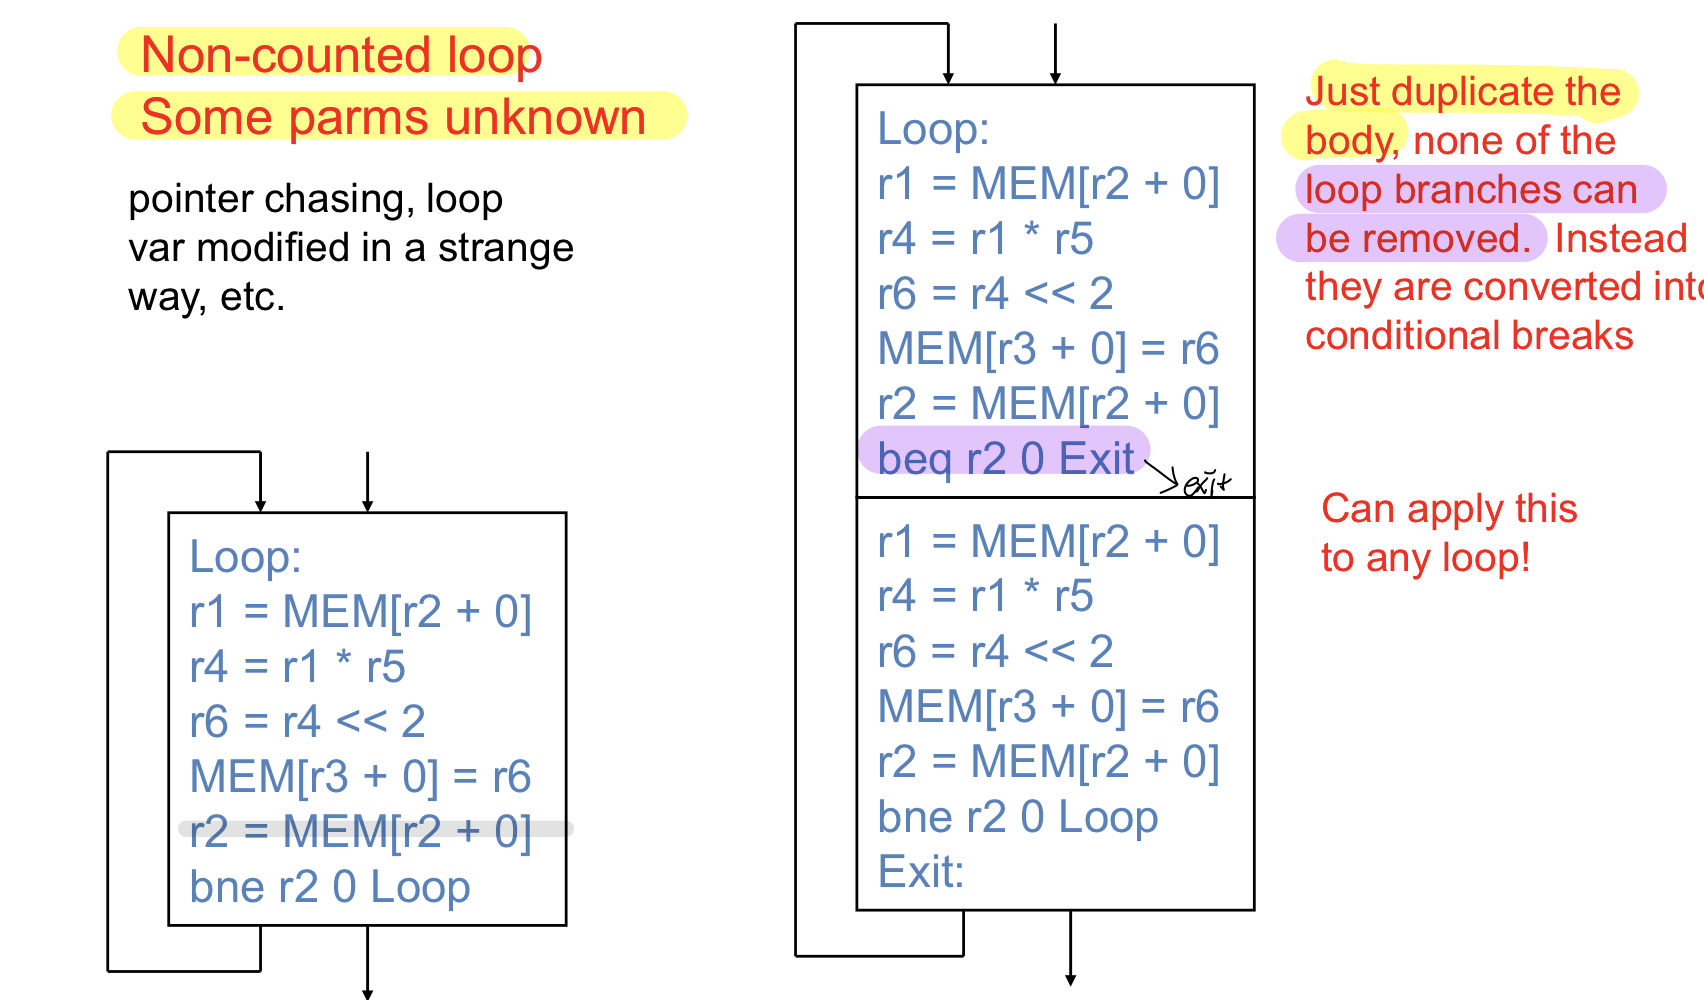 Non-counted loop
Some parms unknown
pointer chasing, loop
var modified in a strange
way, etc.
Loop:
r1 = MEM[r2 + 0]
r4 = r1 * r5
r6 = r4 << 2
MEM[r3 + 0] = r6
r2 = MEM[r2 + 0]
bne r2 0 Loop
Loop:
r1 = MEM[r2 + 0]
r4 = r1 * r5
r6 = r4 << 2
MEM[r3 + 0] = r6
r2 = MEM[r2 + 0]
beq r2 0 Exit
exit
r1 = MEM[r2 + 0]
r4 = r1 * r5
r6 = r4 << 2
MEM[r3 + 0] = r6
r2 = MEM[r2 + 0]
bne r2 0 Loop
Exit:
Just duplicate the
body, none of the
loop branches can
be removed. Instead
they are converted into
conditional breaks
Can apply this
to any loop!